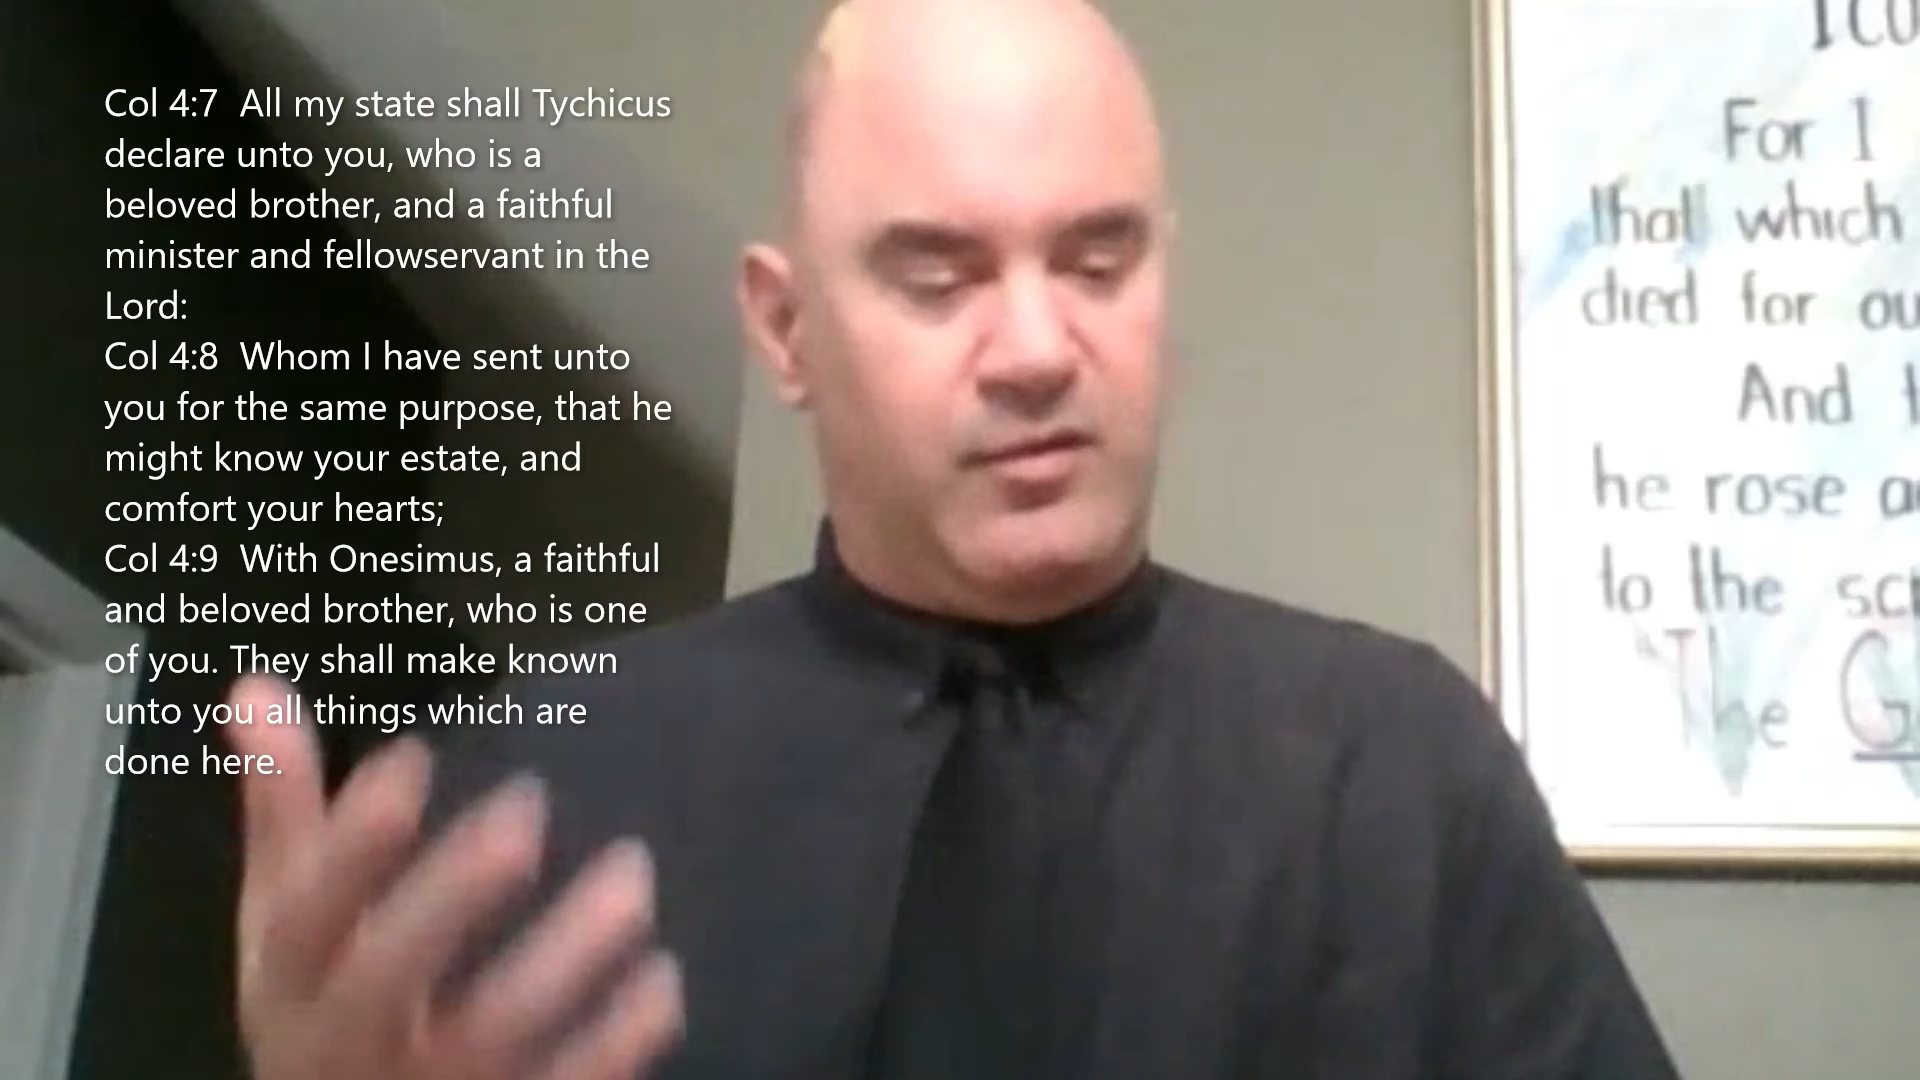 Col 4:7  All my state shall Tychicus
declare unto you, who is a
beloved brother, and a faithful
minister and fellowservant in the
Lord:
Col 4:8  Whom I have sent unto
you for the same purpose, that he
might know your estate, and
comfort your hearts;
Col 4:9  With Onesimus, a faithful
and beloved brother, who is one
of you. They shall make known
unto you all things which are
done here.
For I
that which
died for
And
he rose
to the
"The